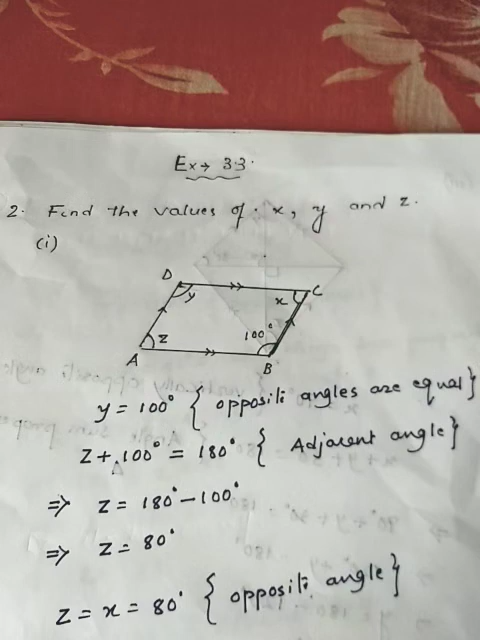 Ex → 3.3.
2. Find the values of x, y and z.
(i)
D
y
x
C
z
100°
A
B
y = 100° { opposite angles are equal}
z + 100° = 180° { Adjacent angle}
⇒ z = 180° - 100°
⇒ z = 80°
z = x = 80° { opposite angle}